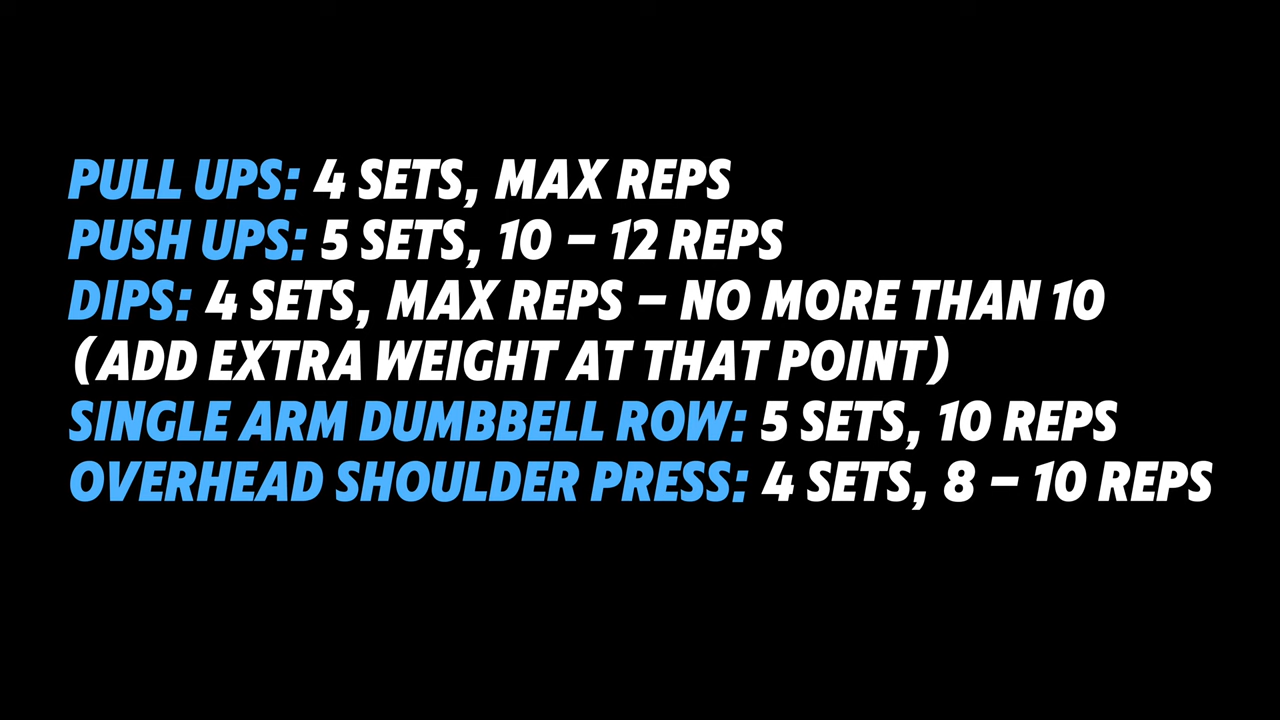 PULL UPS: 4 SETS, MAX REPS
PUSH UPS: 5 SETS, 10 – 12 REPS
DIPS: 4 SETS, MAX REPS – NO MORE THAN 10
(ADD EXTRA WEIGHT AT THAT POINT)
SINGLE ARM DUMBBELL ROW: 5 SETS, 10 REPS
OVERHEAD SHOULDER PRESS: 4 SETS, 8 – 10 REPS